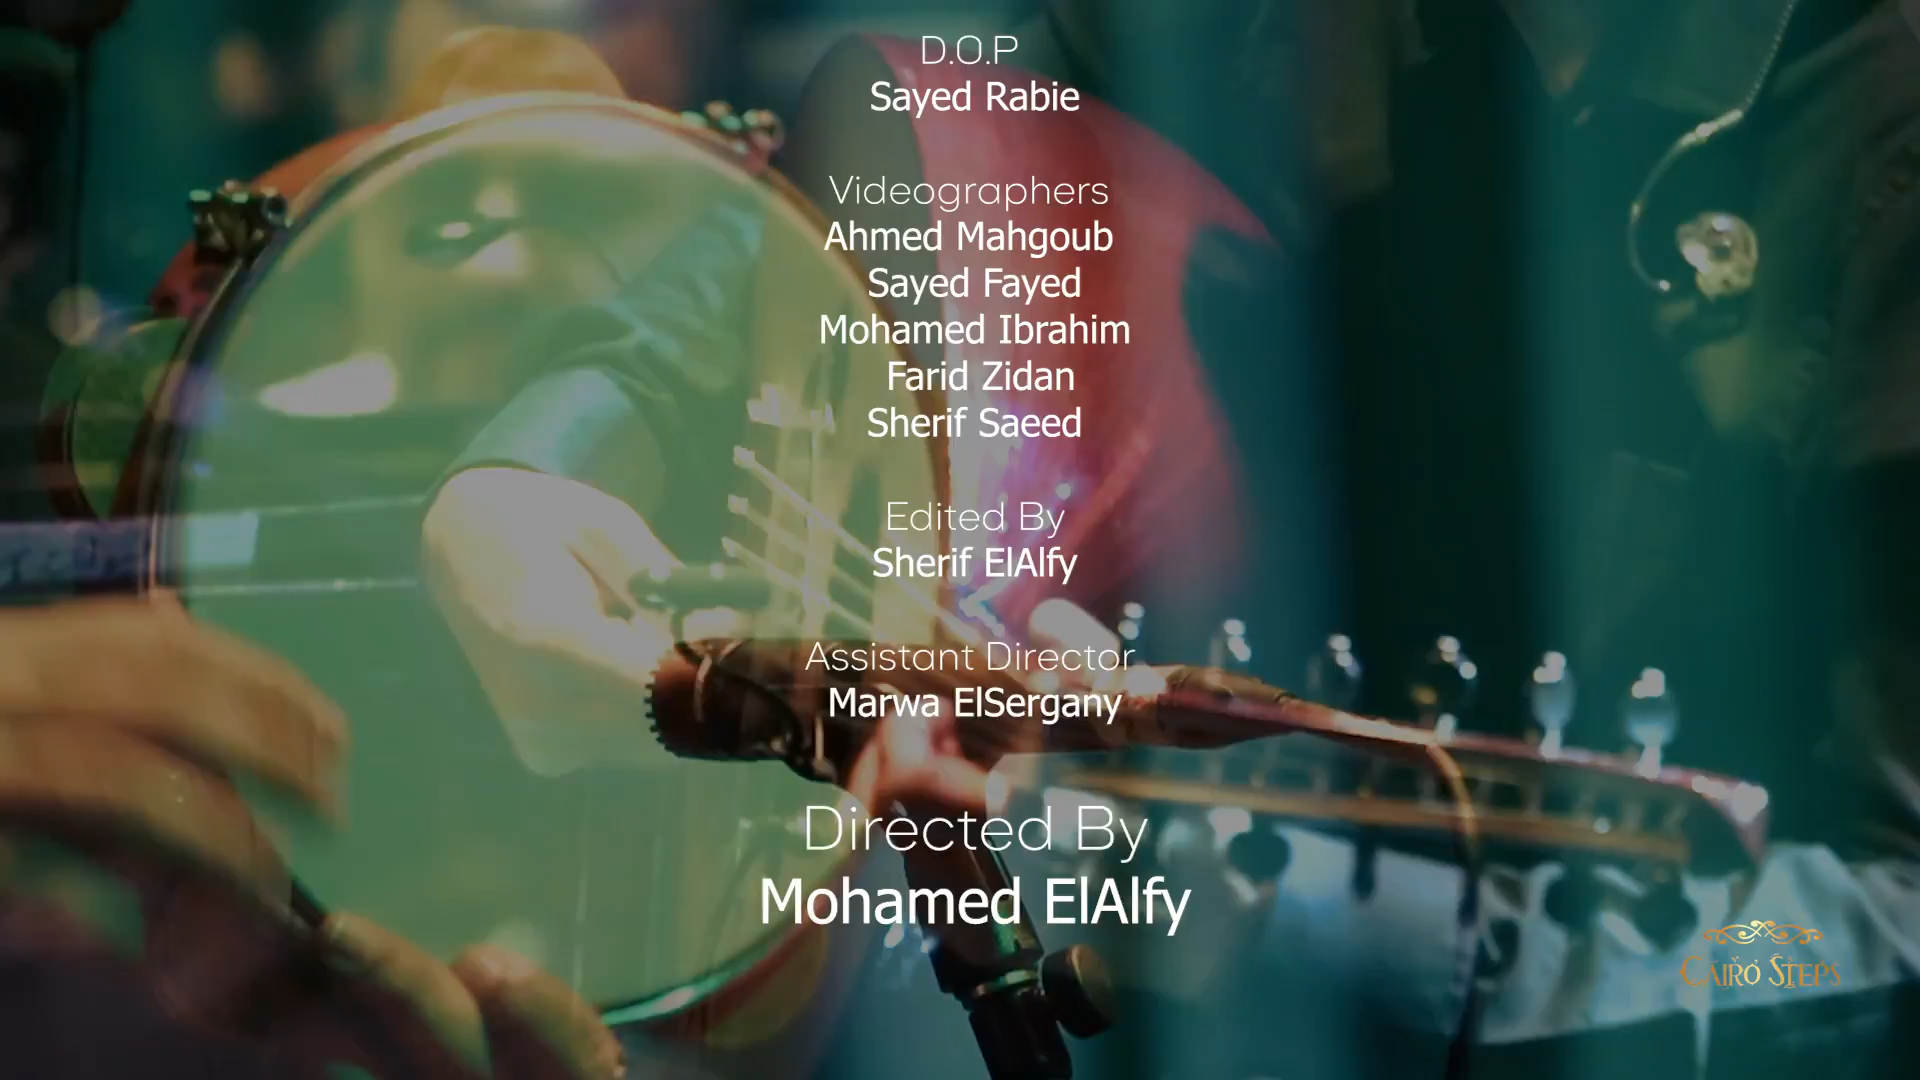 D.O.P
Sayed Rabie
Videographers
Ahmed Mahgoub
Sayed Fayed
Mohamed Ibrahim
Farid Zidan
Sherif Saeed
Edited By
Sherif ElAlfy
Assistant Director
Marwa ElSergany
Directed By
Mohamed ElAlfy
CAIRO STEPS